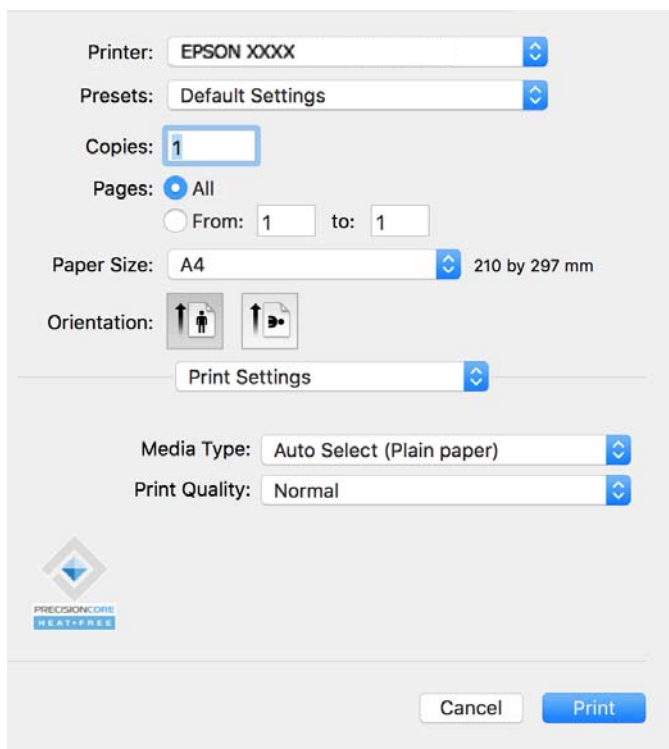 Printer: EPSON XXXX
Presets: Default Settings
Copies: 1
Pages: All
From: 1 to: 1
Paper Size: A4 210 by 297 mm
Orientation:
Print Settings
Media Type: Auto Select (Plain paper)
Print Quality: Normal
PRECISIONCORE
HEAT-FREE
Cancel Print